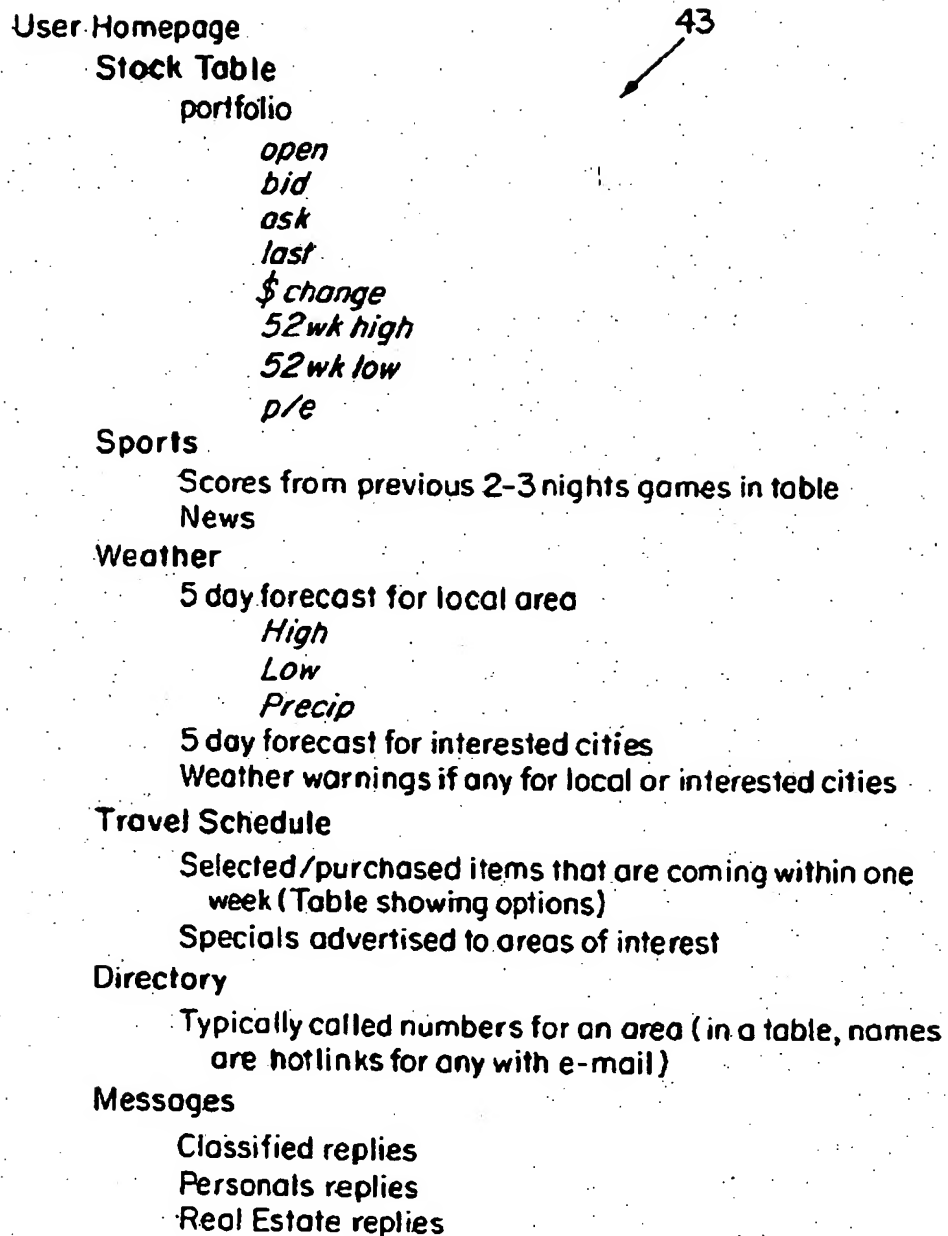 User Homepage
43
Stock Table
portfolio
open
bid
ask
last
$ change
52wk high
52wk low
p/e
Sports
Scores from previous 2-3 nights games in table
News
Weather
5 day forecast for local area
High
Low
Precip
5 day forecast for interested cities
Weather warnings if any for local or interested cities
Travel Schedule
Selected/purchased items that are coming within one
week (Table showing options)
Specials advertised to areas of interest
Directory
Typically called numbers for an area (in a table, names
are hotlinks for any with e-mail)
Messages
Classified replies
Personals replies
Real Estate replies